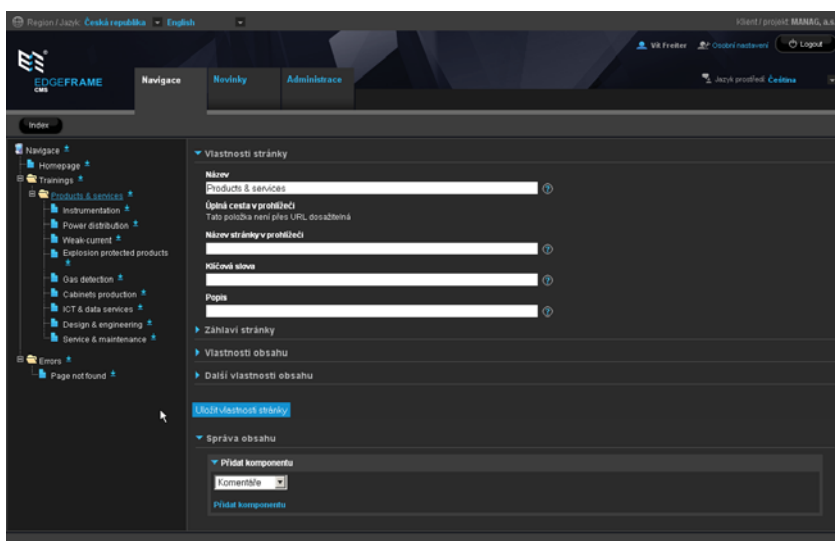 Region / Jazyk: Česká republika English
Klient / projekt: MANAG, a.s.
EDGEFRAME
CMS
Navigace Novinky Administrace
Vít Freiter Osobní nastavení Logout
Jazyk prostředí: Čeština
Index
Navigace
Homepage
Trainings
Products & services
Instrumentation
Power distribution
Weak-current
Explosion protected products
Gas detection
Cabinets production
ICT & data services
Design & engineering
Service & maintenance
Errors
Page not found
Vlastnosti stránky
Název
Products & services
Úplná cesta v prohlížeči
Tato položka není přes URL dosažitelná
Název stránky v prohlížeči
Klíčová slova
Popis
Záhlaví stránky
Vlastnosti obsahu
Další vlastnosti obsahu
Uložit vlastnosti stránky
Správa obsahu
Přidat komponentu
Komentáře
Přidat komponentu